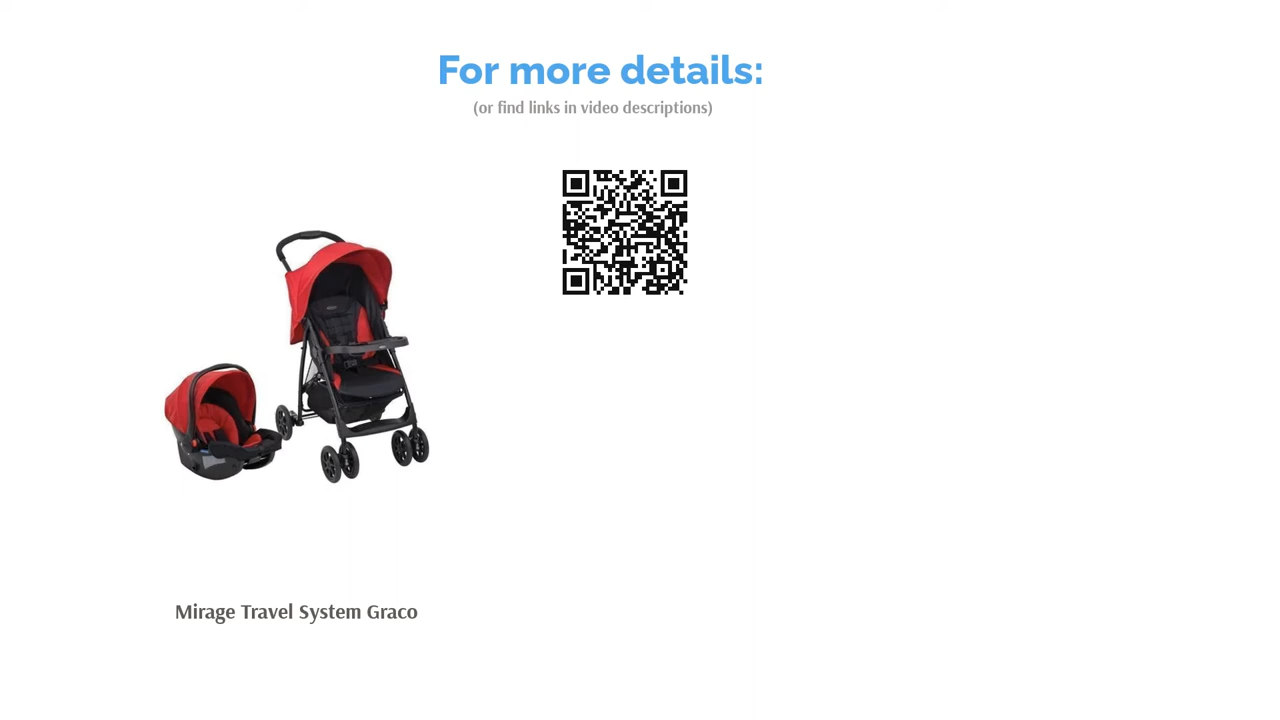 For more details:
(or find links in video descriptions)
Mirage Travel System Graco